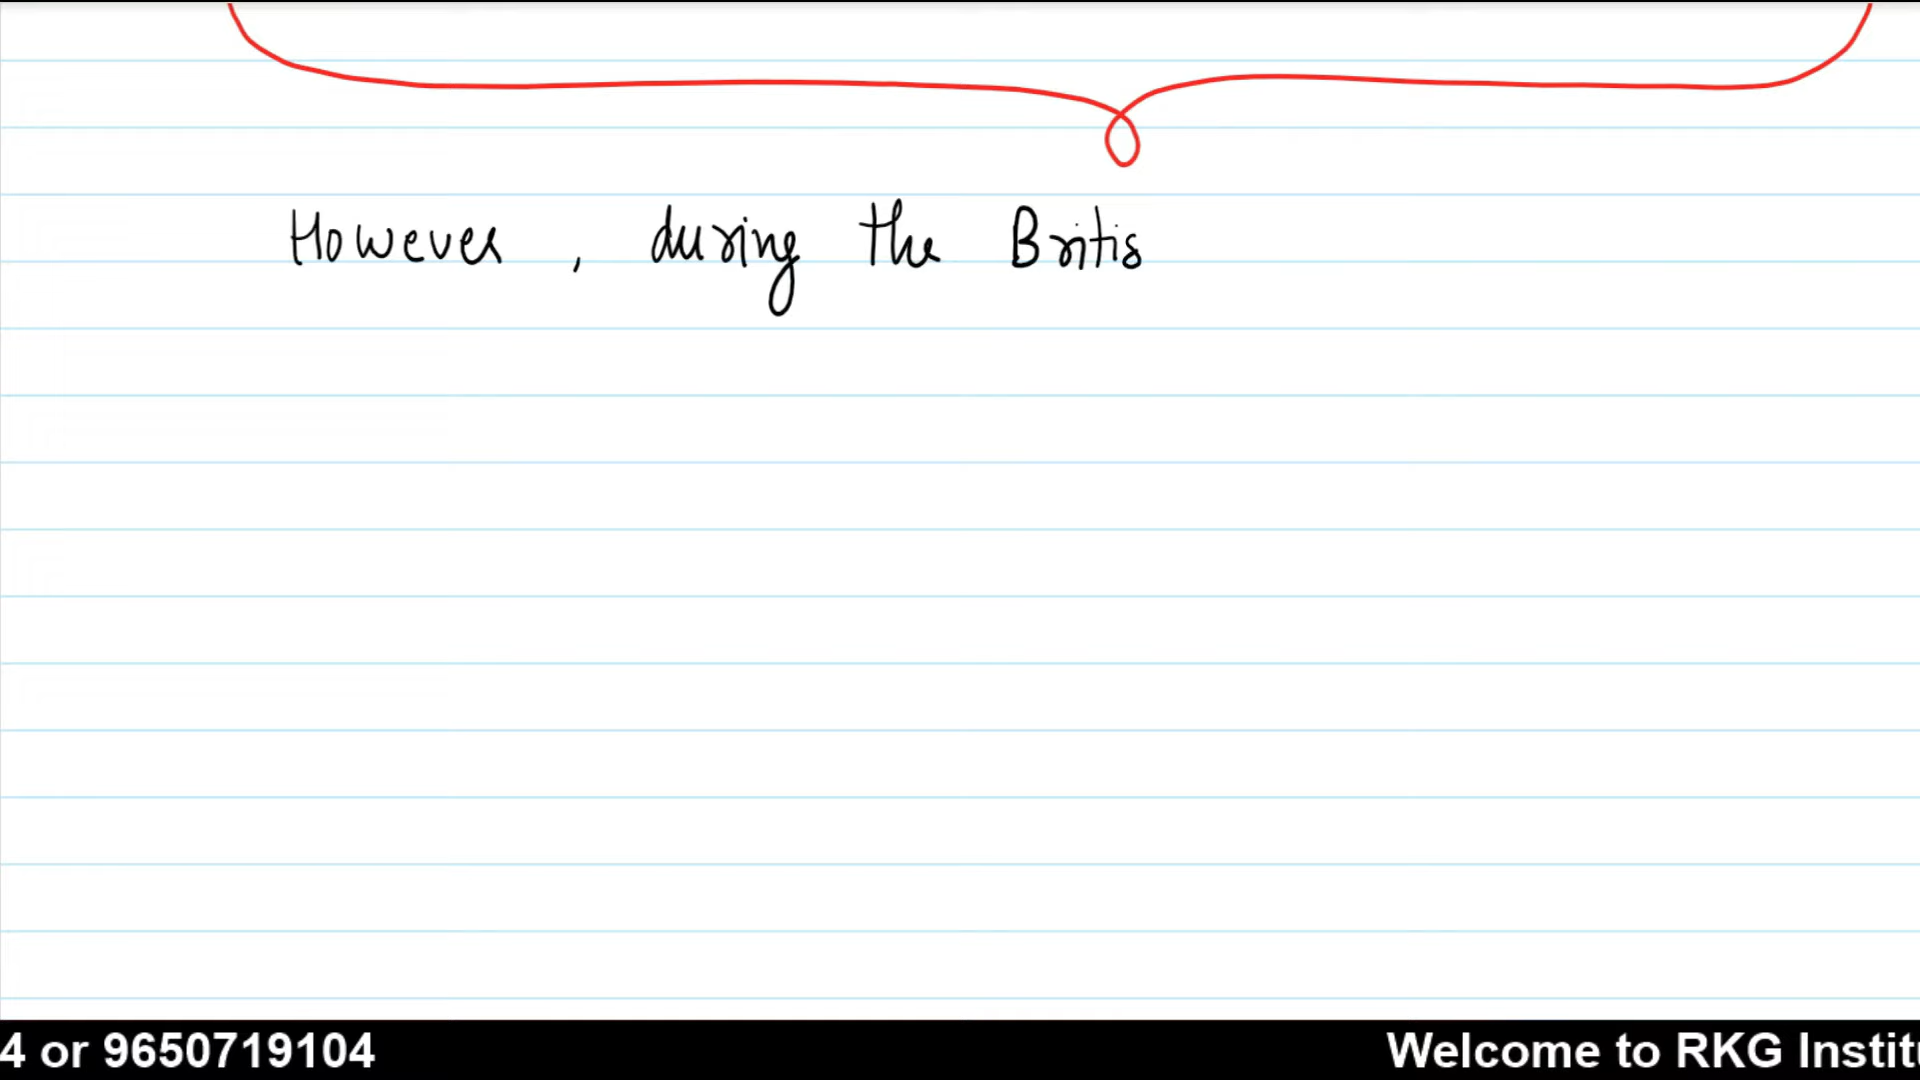 However, during the Britis
4 or 9650719104
Welcome to RKG Instit